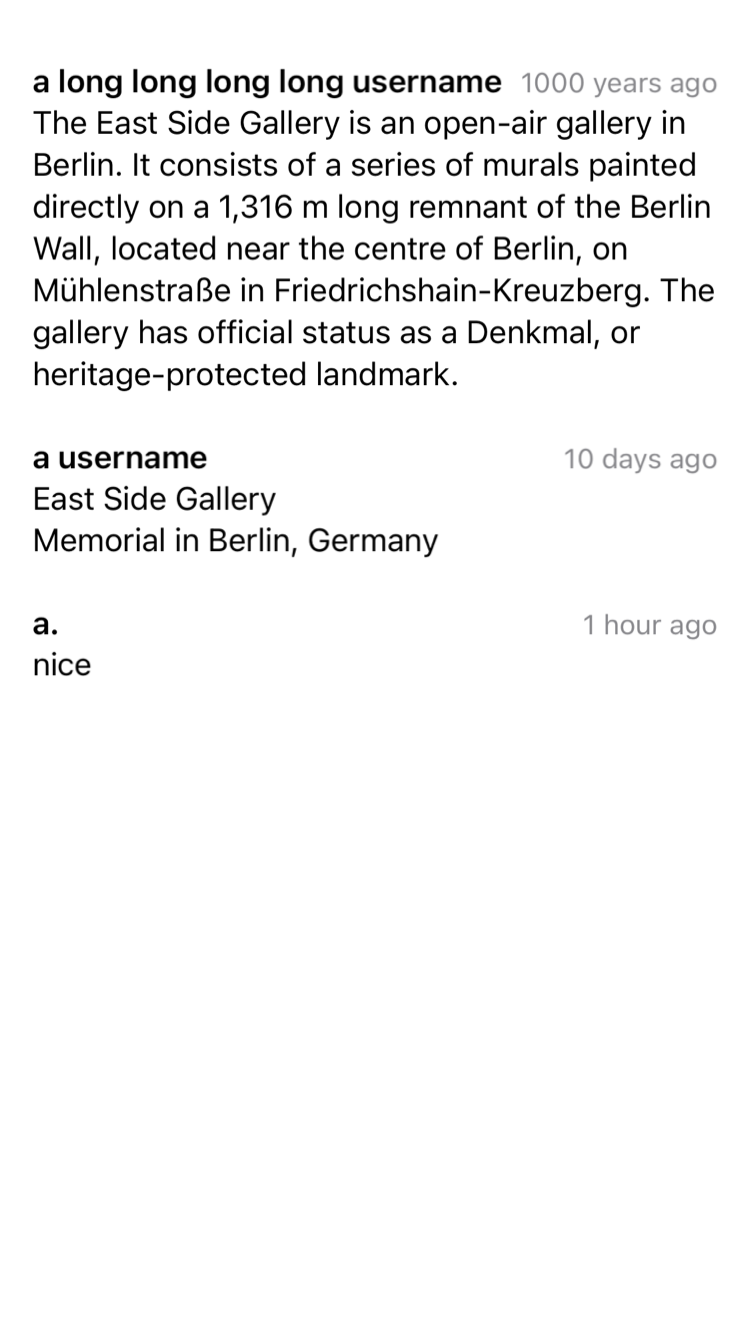 a long long long long username 1000 years ago
The East Side Gallery is an open-air gallery in
Berlin. It consists of a series of murals painted
directly on a 1,316 m long remnant of the Berlin
Wall, located near the centre of Berlin, on
Mühlenstraße in Friedrichshain-Kreuzberg. The
gallery has official status as a Denkmal, or
heritage-protected landmark.
a username 10 days ago
East Side Gallery
Memorial in Berlin, Germany
a. 1 hour ago
nice